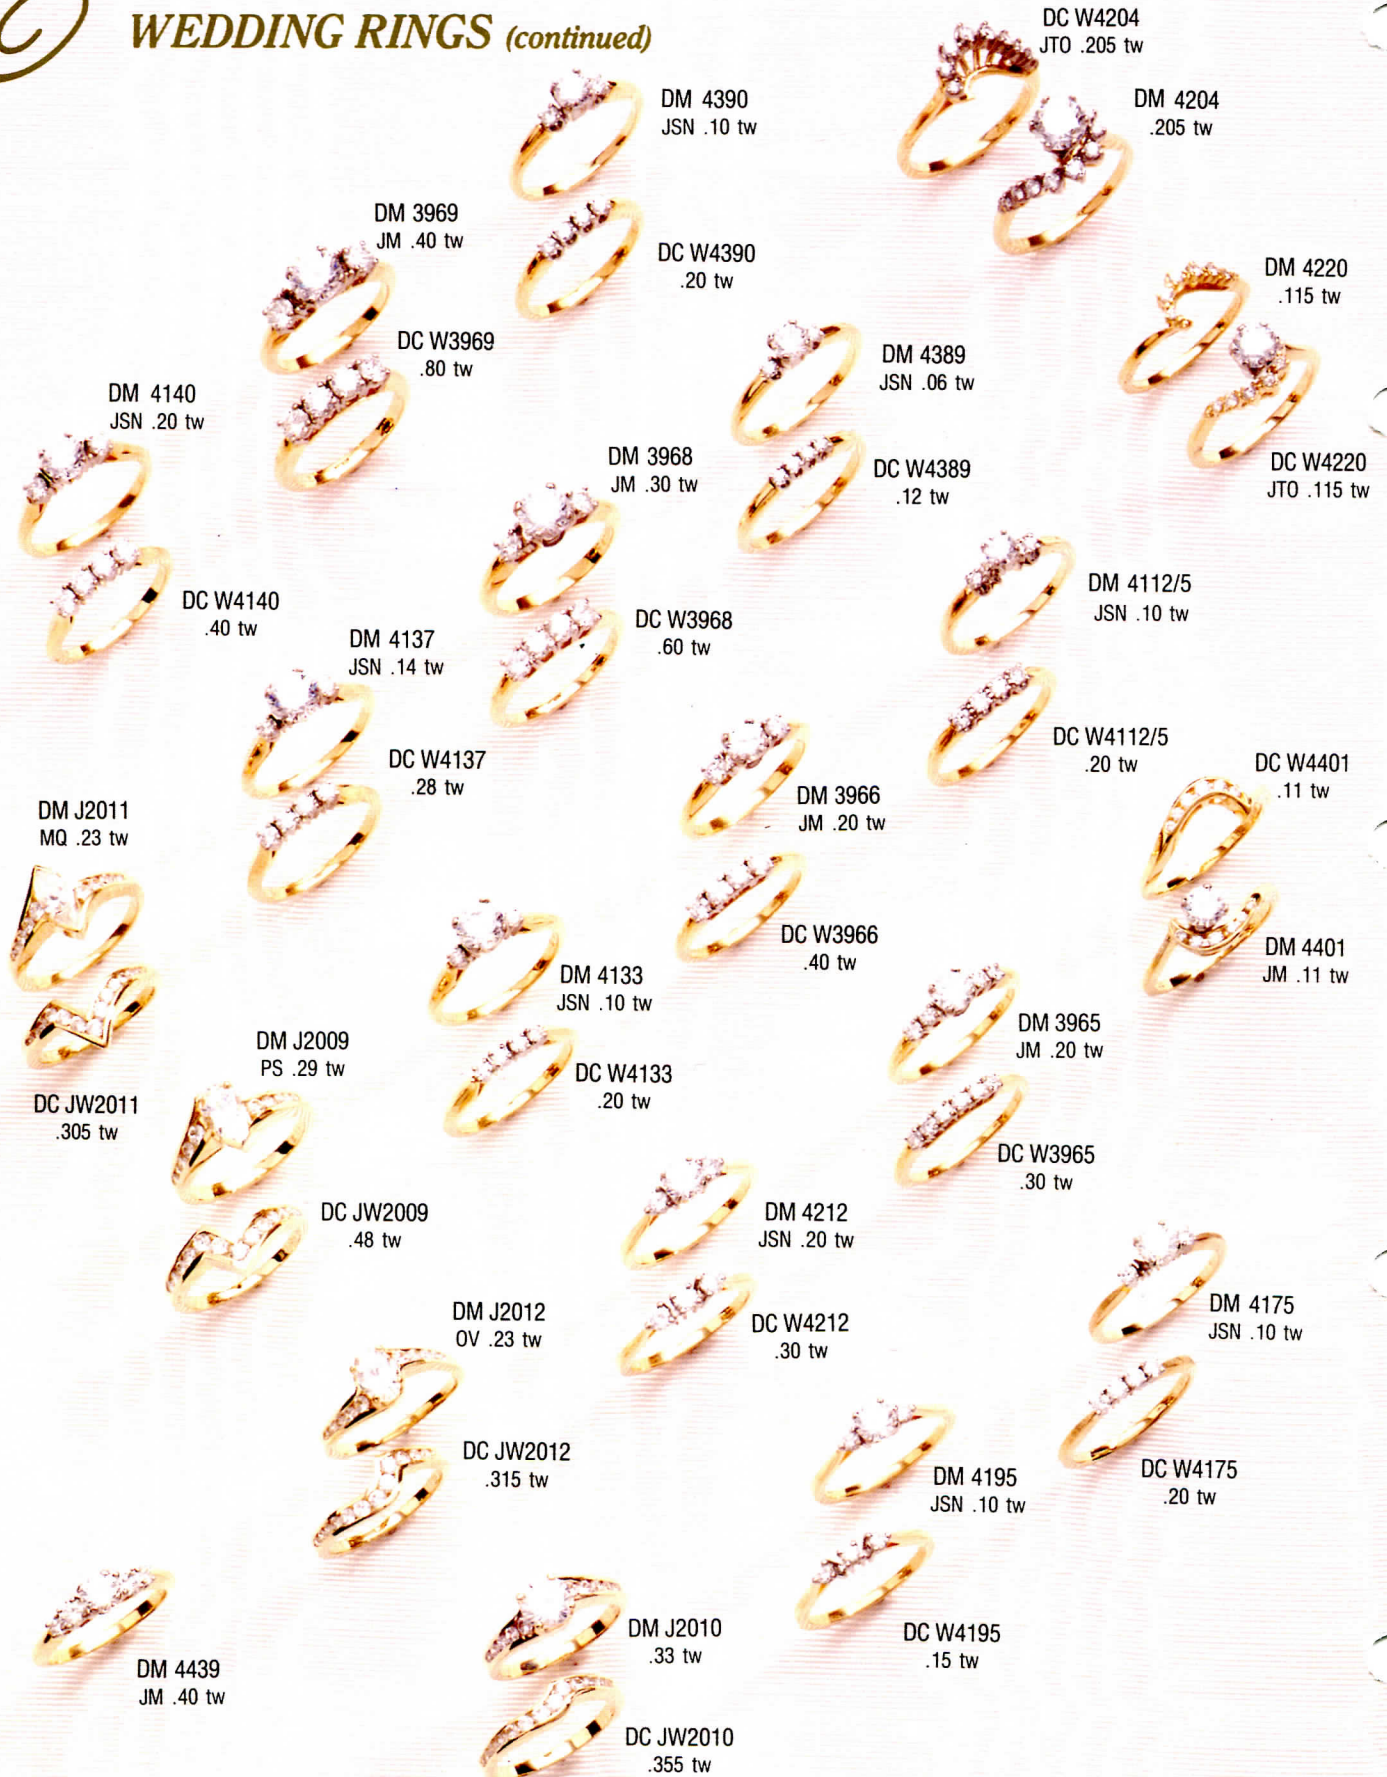 WEDDING RINGS (continued)
DC W4204
JTO .205 tw
DM 4390
JSN .10 tw
DM 4204
.205 tw
DM 3969
JM .40 tw
DC W4390
.20 tw
DM 4220
.115 tw
DC W3969
.80 tw
DM 4389
JSN .06 tw
DM 4140
JSN .20 tw
DM 3968
JM .30 tw
DC W4389
.12 tw
DC W4220
JTO .115 tw
DC W4140
.40 tw
DM 4112/5
JSN .10 tw
DM 4137
JSN .14 tw
DC W3968
.60 tw
DC W4137
.28 tw
DC W4112/5
.20 tw
DC W4401
.11 tw
DM J2011
MQ .23 tw
DM 3966
JM .20 tw
DC W3966
.40 tw
DM 4401
JM .11 tw
DM 4133
JSN .10 tw
DM 3965
JM .20 tw
DM J2009
PS .29 tw
DC W4133
.20 tw
DC JW2011
.305 tw
DC W3965
.30 tw
DC JW2009
.48 tw
DM 4212
JSN .20 tw
DM J2012
OV .23 tw
DC W4212
.30 tw
DM 4175
JSN .10 tw
DC JW2012
.315 tw
DM 4195
JSN .10 tw
DC W4175
.20 tw
DM J2010
.33 tw
DC W4195
.15 tw
DM 4439
JM .40 tw
DC JW2010
.355 tw